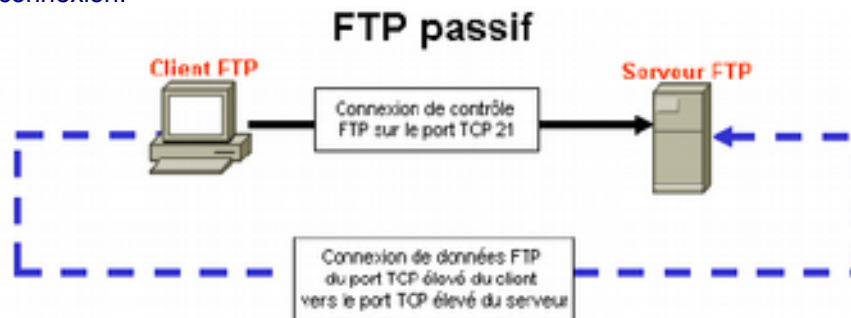 connexion.
FTP passif
Client FTP
Serveur FTP
Connexion de contrôle
FTP sur le port TCP 21
Connexion de données FTP
du port TCP élevé du client
vers le port TCP élevé du serveur